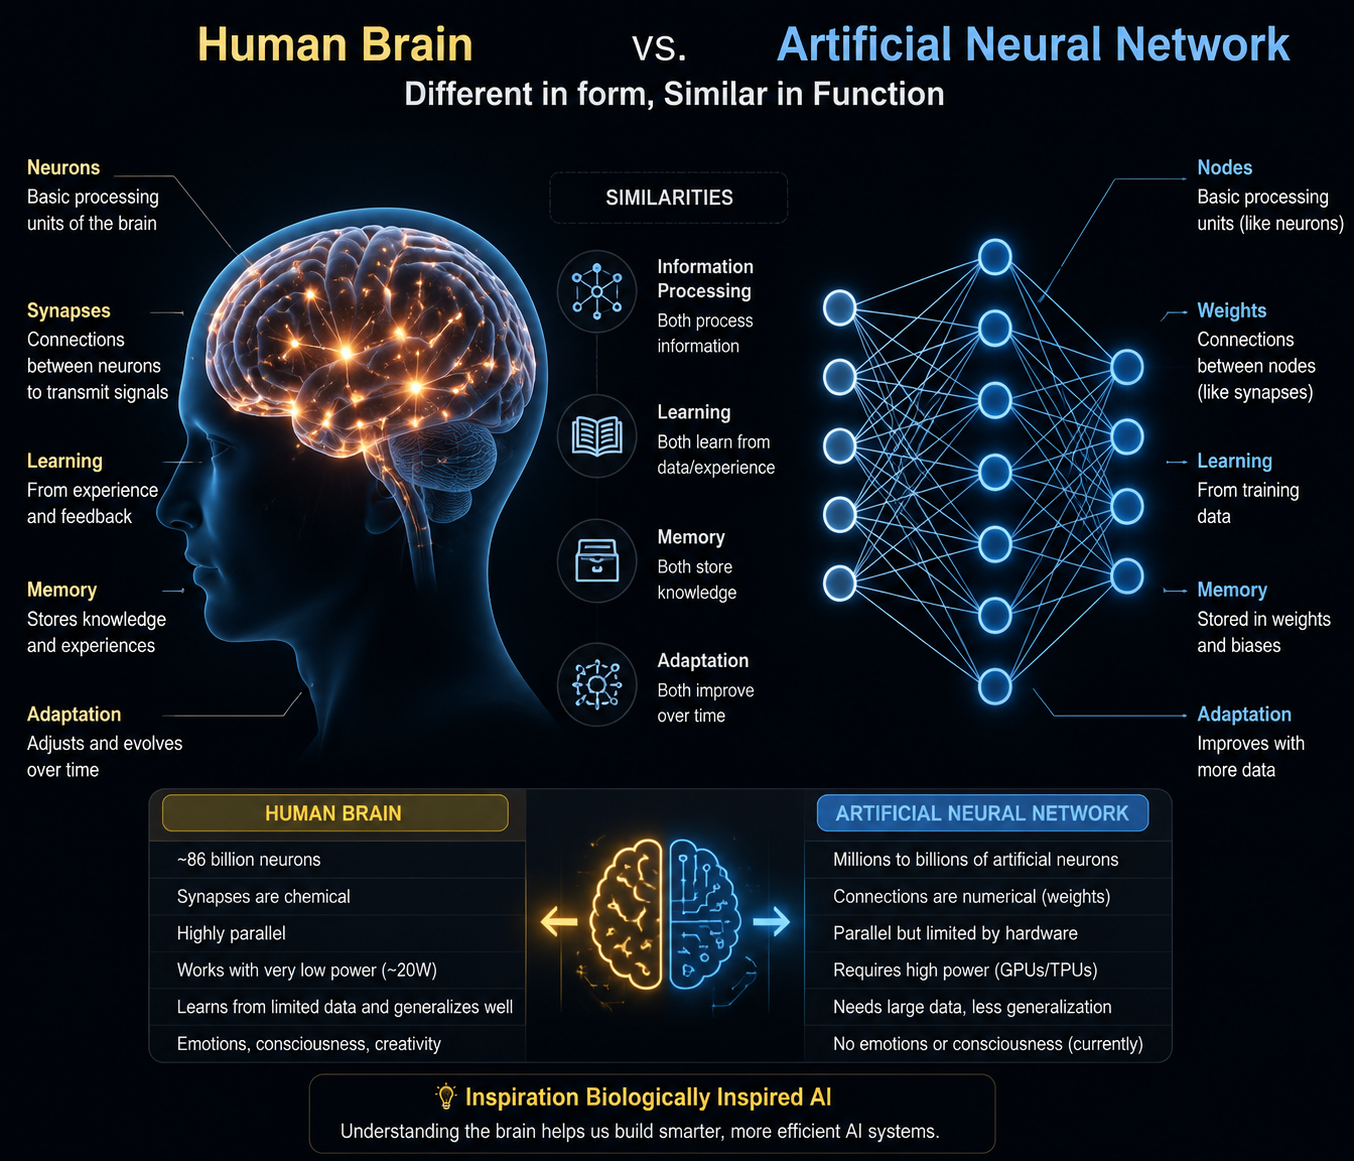 Human Brain vs. Artificial Neural Network
Different in form, Similar in Function
Neurons
Basic processing
units of the brain
Synapses
Connections
between neurons
to transmit signals
Learning
From experience
and feedback
Memory
Stores knowledge
and experiences
Adaptation
Adjusts and evolves
over time
SIMILARITIES
Information
Processing
Both process
information
Learning
Both learn from
data/experience
Memory
Both store
knowledge
Adaptation
Both improve
over time
Nodes
Basic processing
units (like neurons)
Weights
Connections
between nodes
(like synapses)
Learning
From training
data
Memory
Stored in weights
and biases
Adaptation
Improves with
more data
HUMAN BRAIN
~86 billion neurons
Synapses are chemical
Highly parallel
Works with very low power (~20W)
Learns from limited data and generalizes well
Emotions, consciousness, creativity
ARTIFICIAL NEURAL NETWORK
Millions to billions of artificial neurons
Connections are numerical (weights)
Parallel but limited by hardware
Requires high power (GPUs/TPUs)
Needs large data, less generalization
No emotions or consciousness (currently)
Inspiration Biologically Inspired AI
Understanding the brain helps us build smarter, more efficient AI systems.